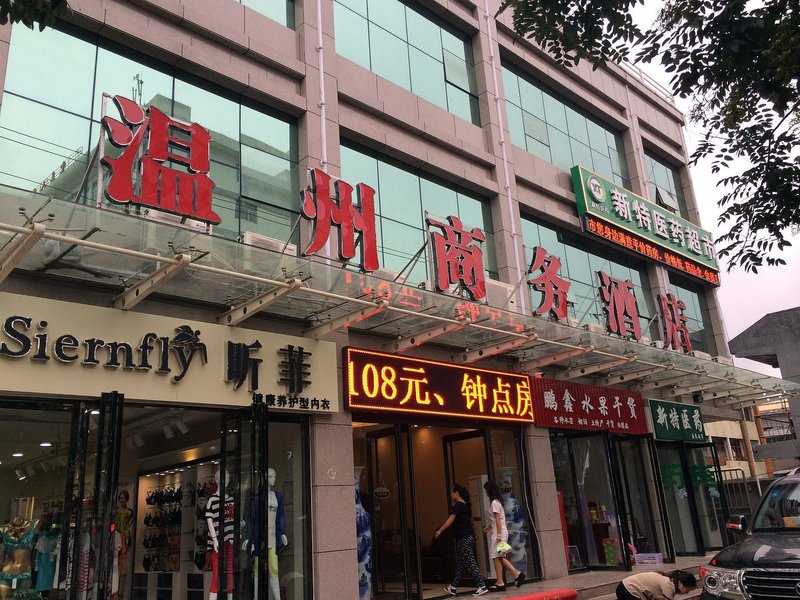 温州商务酒店
新特医药超市
Siernfly 昕菲
健康养护型内衣
108元、钟点房
鹏鑫水果干货
新特医药